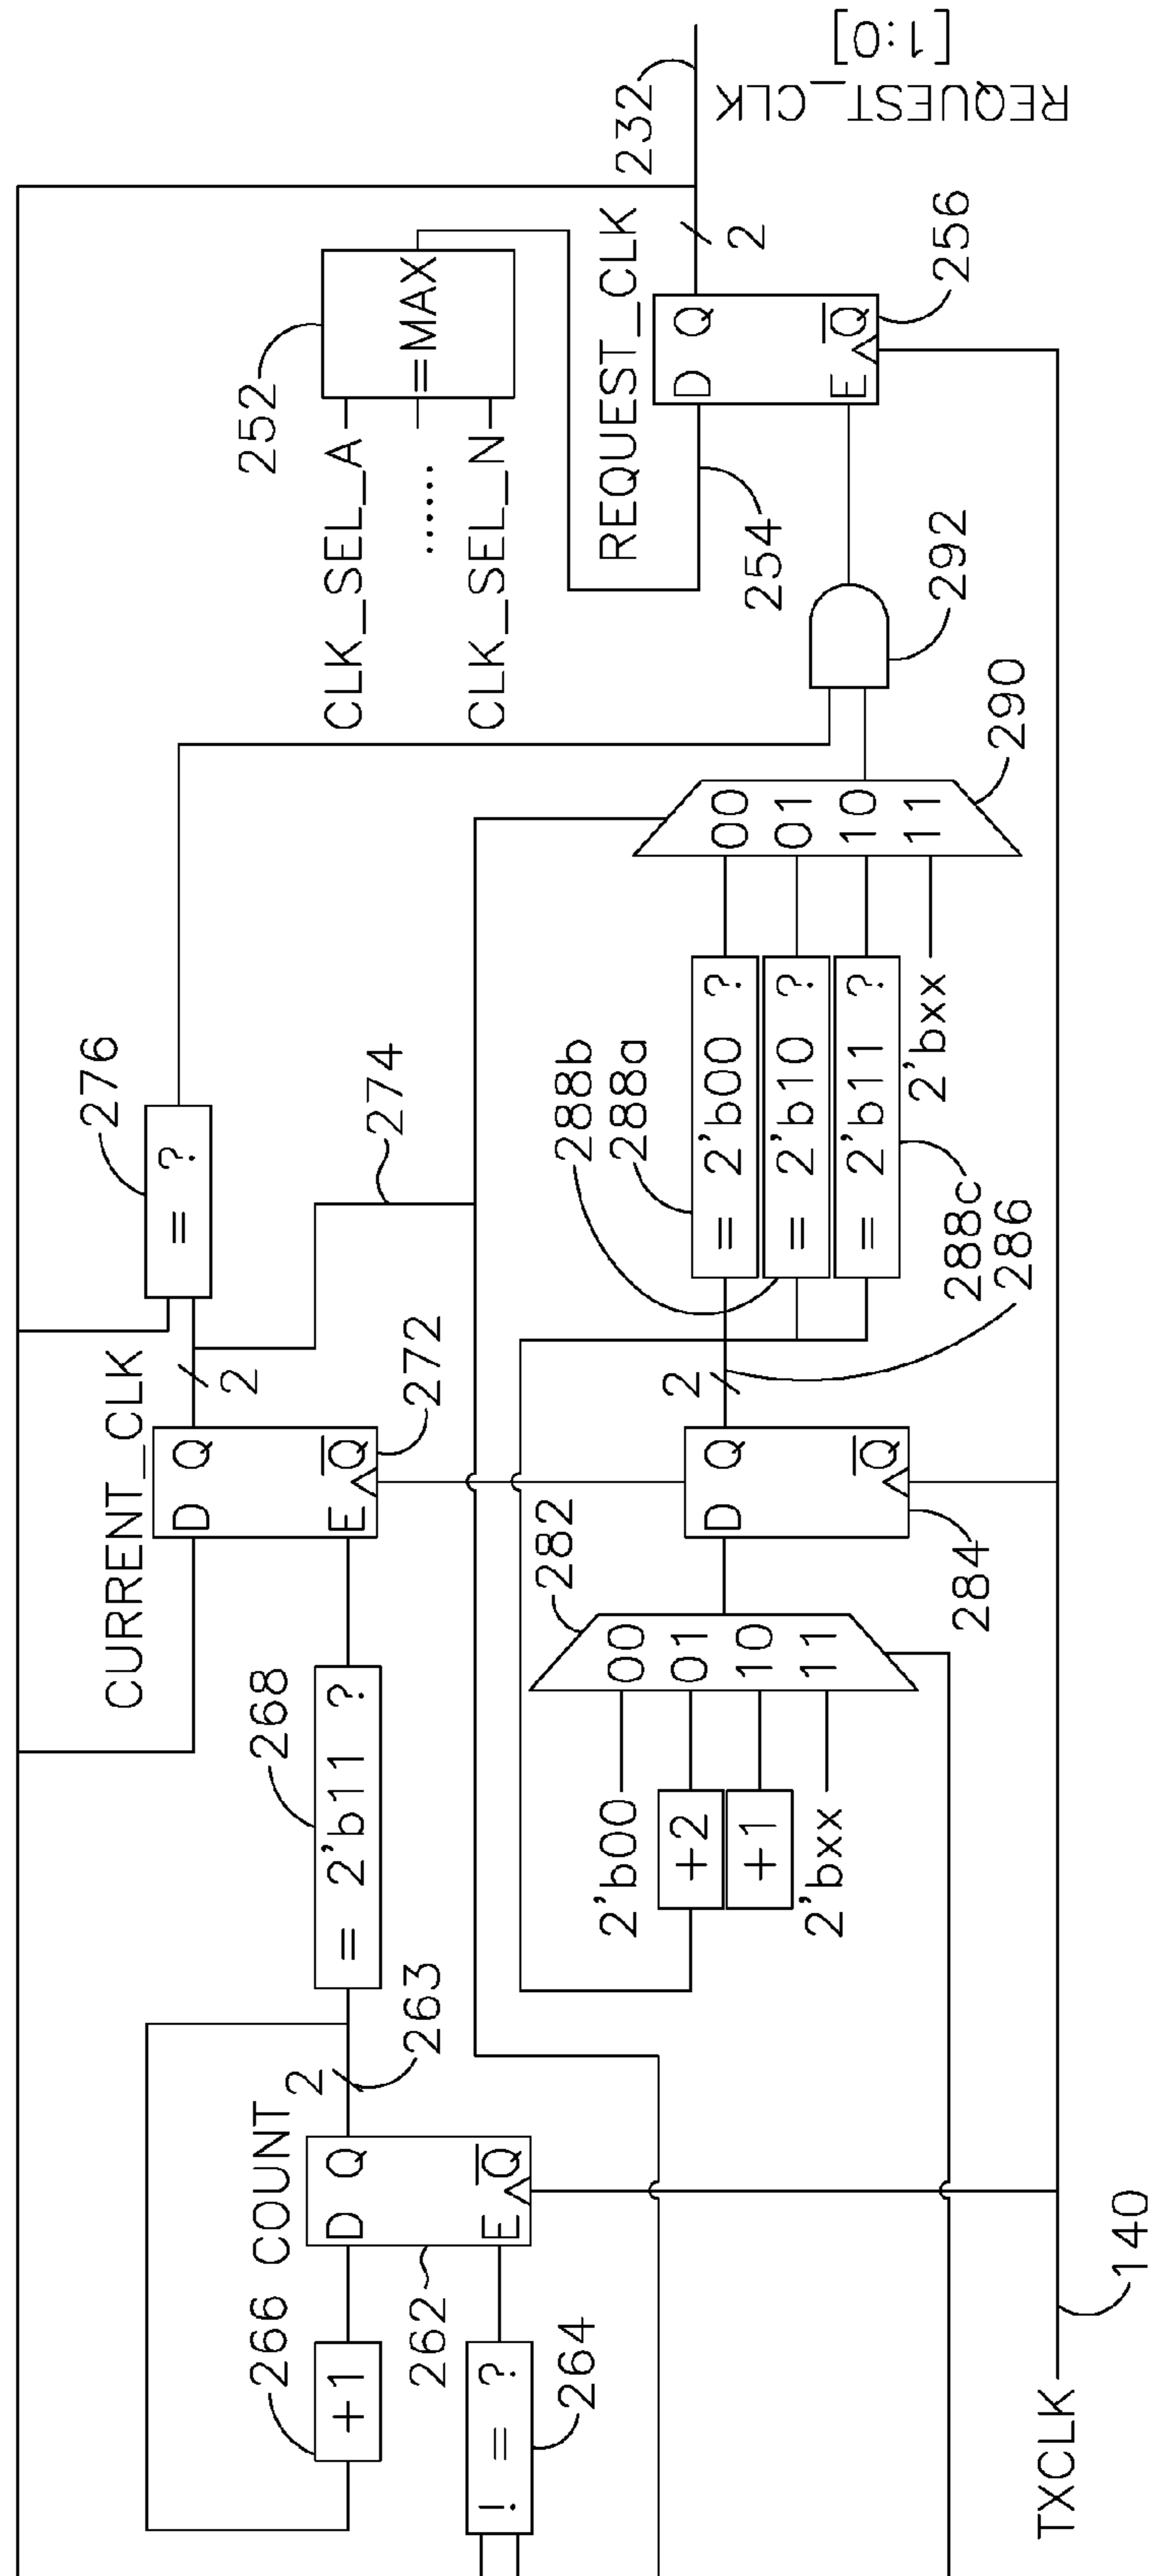 266 COUNT
+1
262
D Q
E Q
! = ?
264
2
263
268
= 2'b11 ?
CURRENT_CLK
D Q
E Q
272
2
276
= ?
274
2'b00
+2
+1
2'bxx
282
00
01
10
11
D Q
Q
284
2
286
288b
288a
288c
= 2'b00 ?
= 2'b10 ?
= 2'b11 ?
2'bxx
00
01
10
11
290
292
252
CLK_SEL_A
......
CLK_SEL_N
=MAX
254
REQUEST_CLK
D Q
E Q
256
2
232
REQUEST_CLK
[1:0]
TXCLK
140